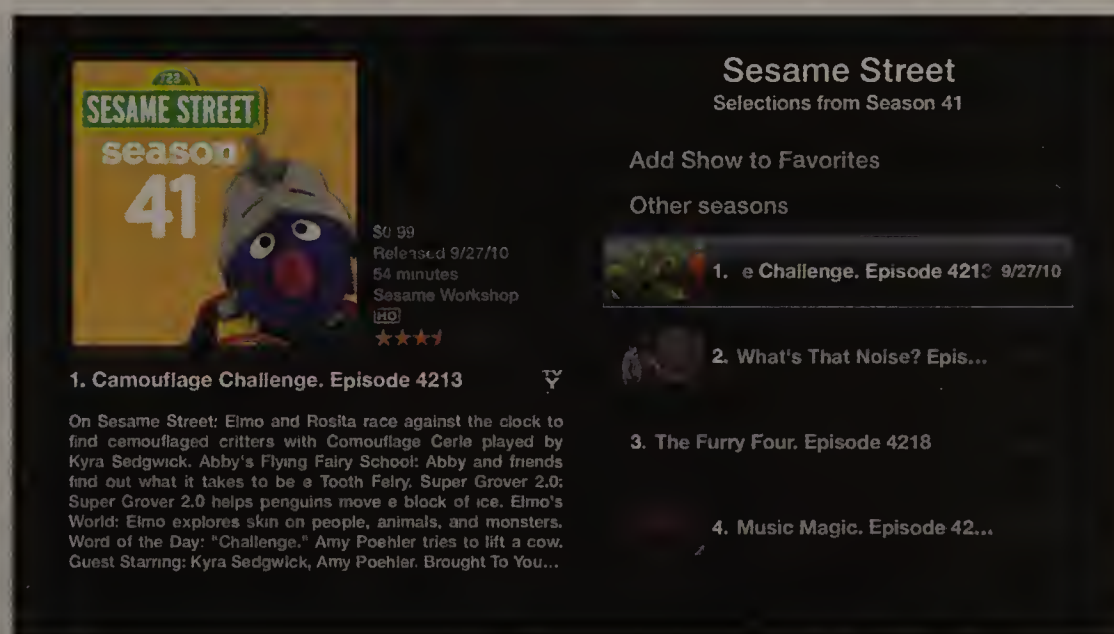 123
SESAME STREET
season
41
$0.99
Released 9/27/10
54 minutes
Sesame Workshop
HD
1. Camouflage Challenge. Episode 4213
TV
Y
On Sesame Street: Elmo and Rosita race against the clock to
find camouflaged critters with Comouflage Cerle played by
Kyra Sedgwick. Abby's Flying Fairy School: Abby and friends
find out what it takes to be a Tooth Fairy. Super Grover 2.0:
Super Grover 2.0 helps penguins move a block of ice. Elmo's
World: Elmo explores skin on people, animals, and monsters.
Word of the Day: "Challenge." Amy Poehler tries to lift a cow.
Guest Starring: Kyra Sedgwick, Amy Poehler. Brought To You...
Sesame Street
Selections from Season 41
Add Show to Favorites
Other seasons
1. e Challenge. Episode 4213 9/27/10
2. What's That Noise? Epis...
3. The Furry Four. Episode 4218
4. Music Magic. Episode 42...